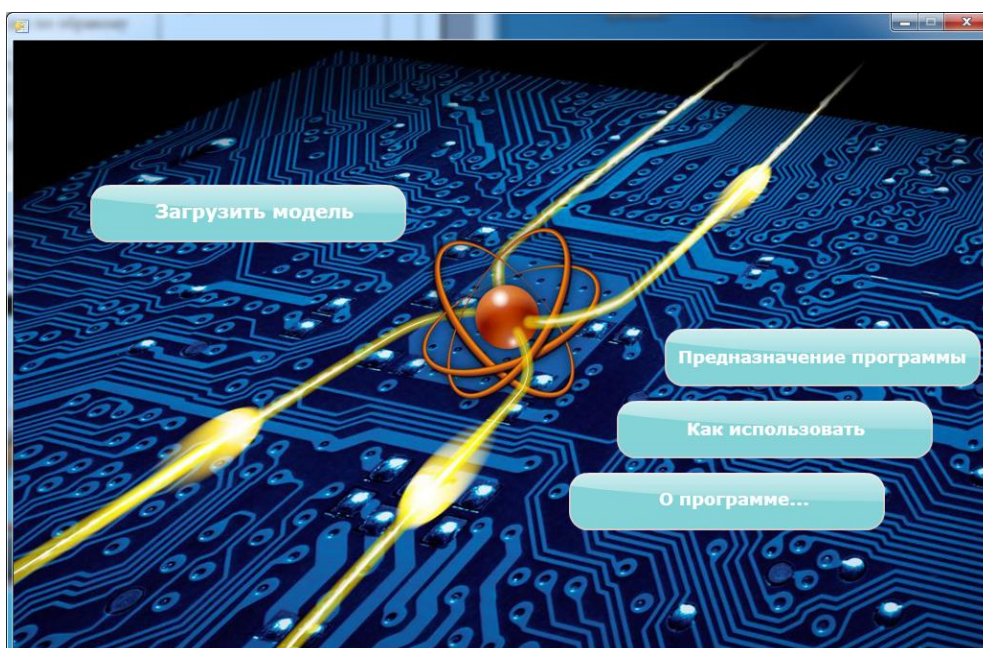 Загрузить модель
Предназначение программы
Как использовать
О программе...